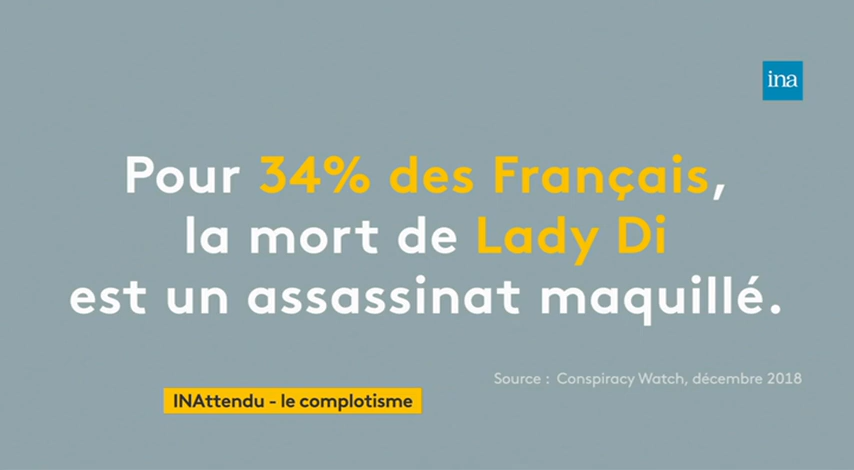 ina
Pour 34% des Français,
la mort de Lady Di
est un assassinat maquillé.
Source : Conspiracy Watch, décembre 2018
INAttendu - le complotisme